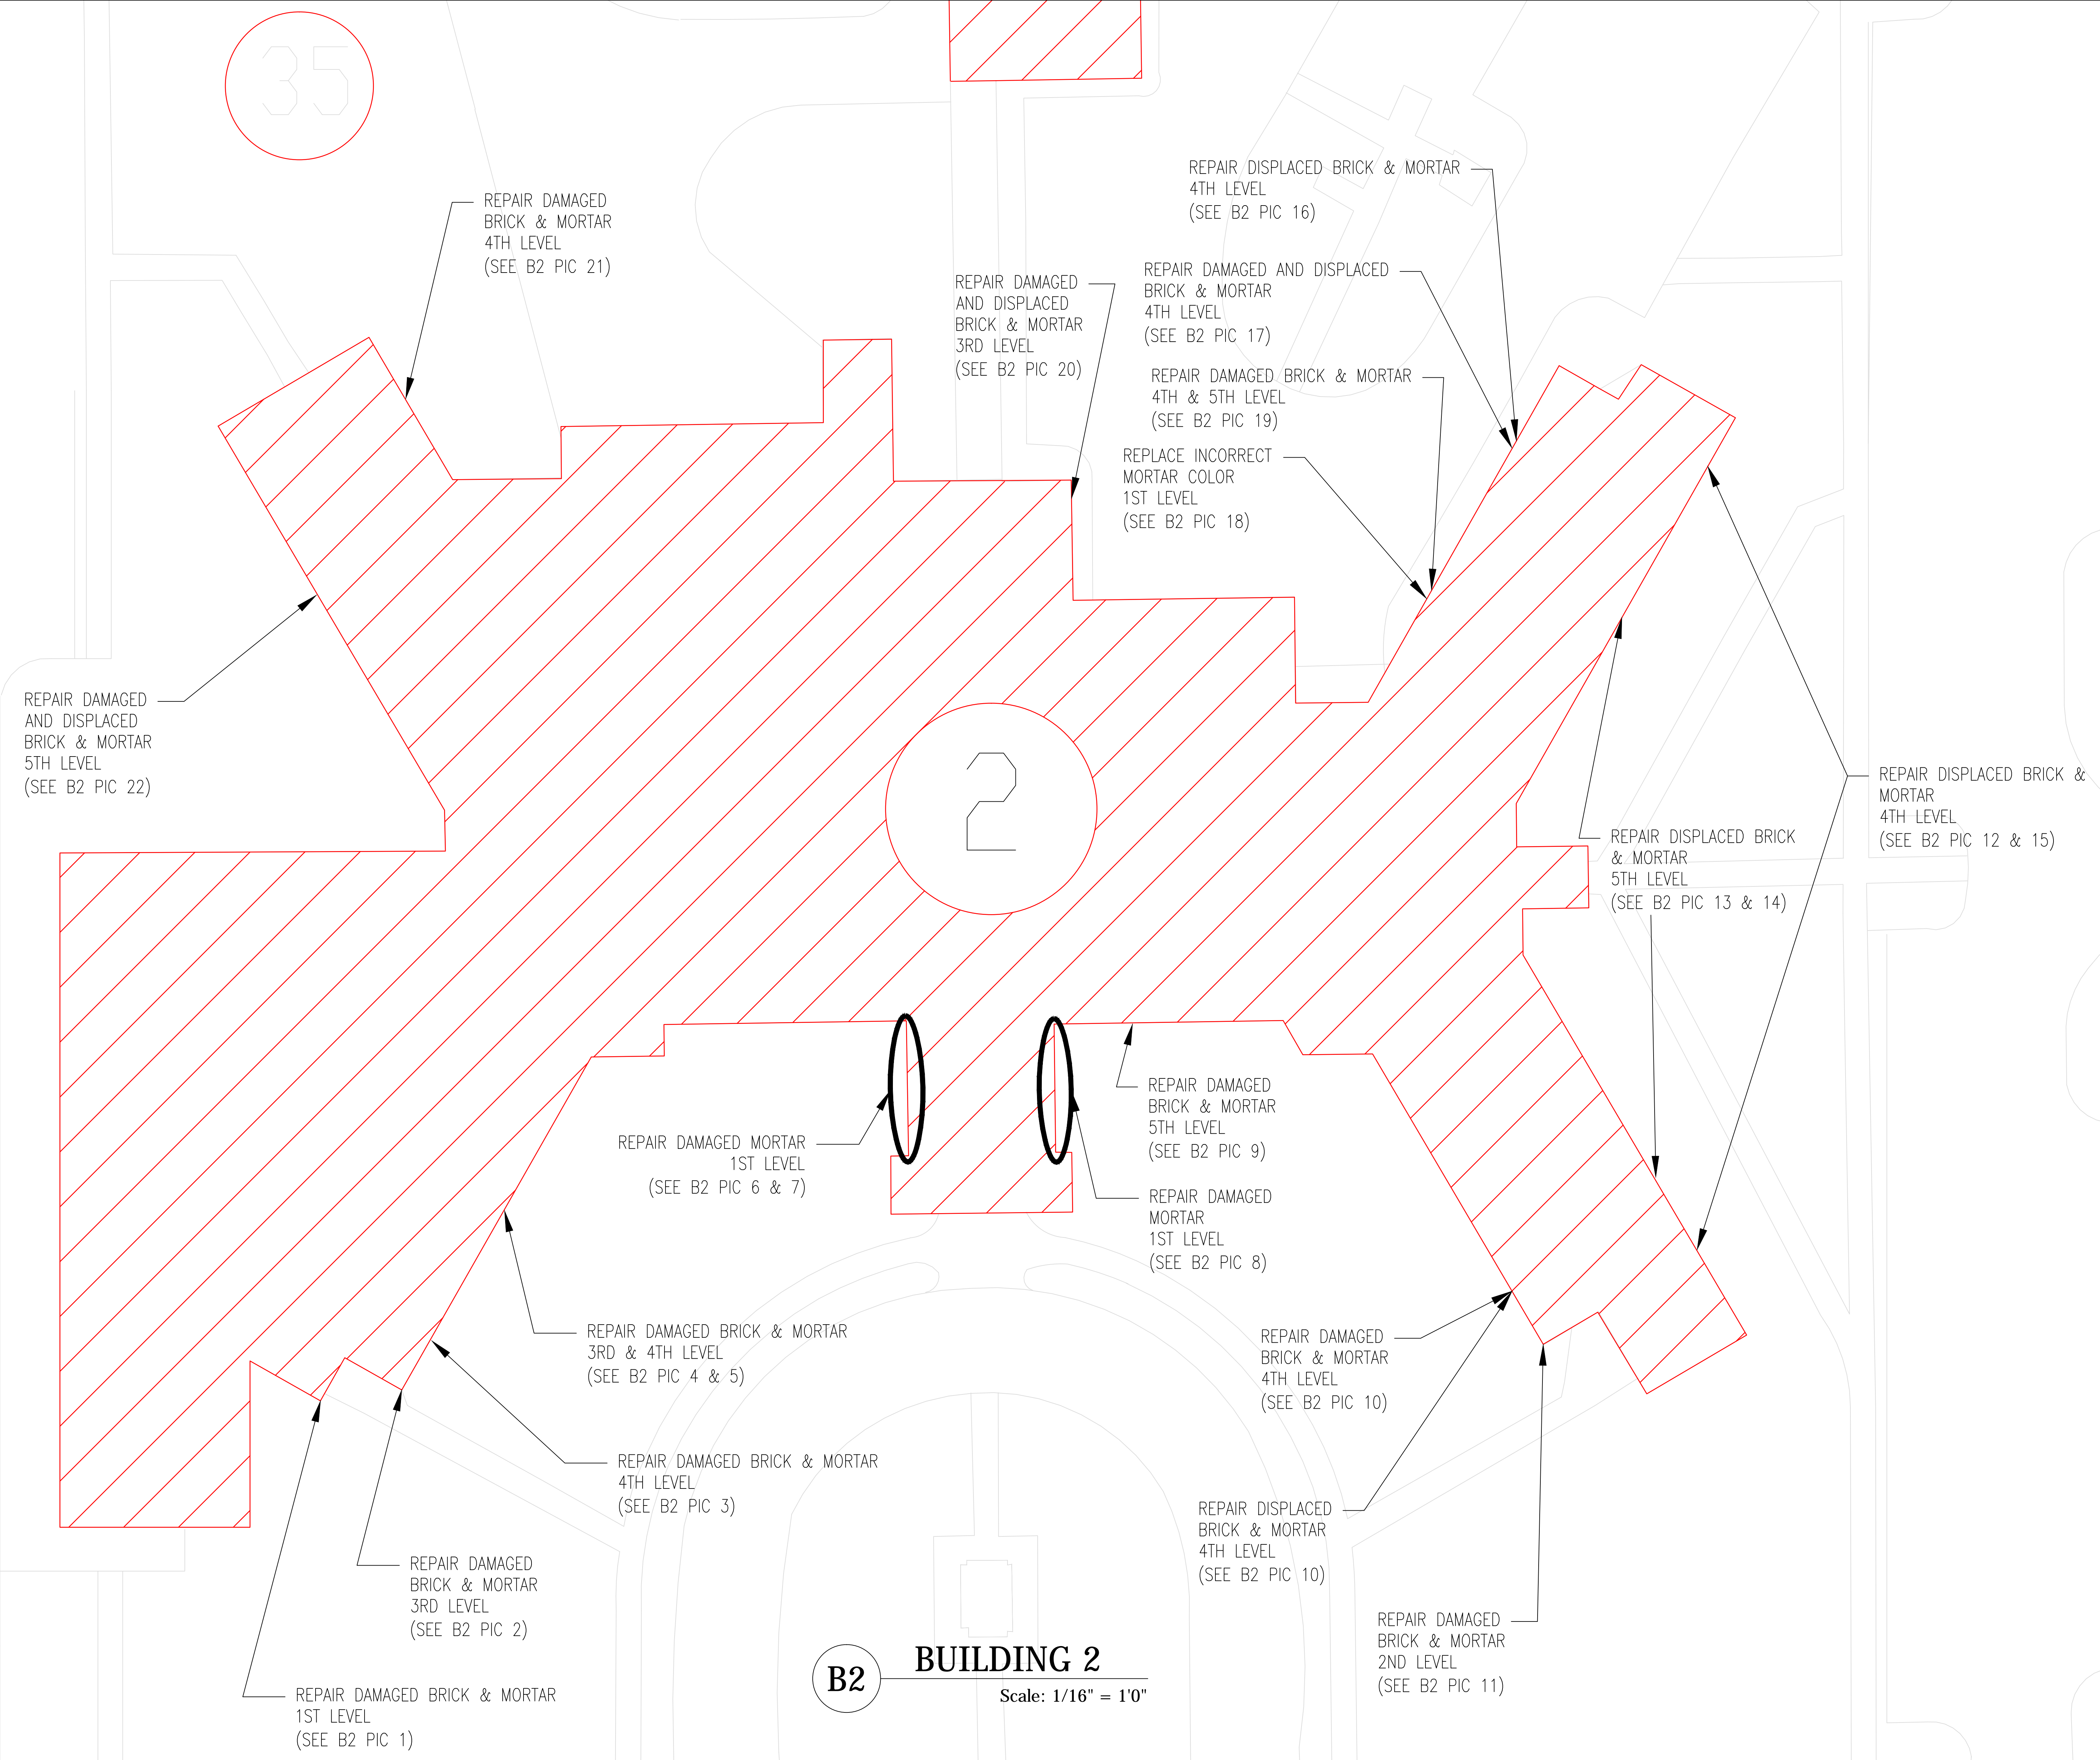 35
REPAIR DAMAGED
BRICK & MORTAR
4TH LEVEL
(SEE B2 PIC 21)
REPAIR DISPLACED BRICK & MORTAR
4TH LEVEL
(SEE B2 PIC 16)
REPAIR DAMAGED
AND DISPLACED
BRICK & MORTAR
3RD LEVEL
(SEE B2 PIC 20)
REPAIR DAMAGED AND DISPLACED
BRICK & MORTAR
4TH LEVEL
(SEE B2 PIC 17)
REPAIR DAMAGED BRICK & MORTAR
4TH & 5TH LEVEL
(SEE B2 PIC 19)
REPLACE INCORRECT
MORTAR COLOR
1ST LEVEL
(SEE B2 PIC 18)
REPAIR DAMAGED
AND DISPLACED
BRICK & MORTAR
5TH LEVEL
(SEE B2 PIC 22)
2
REPAIR DISPLACED BRICK &
MORTAR
4TH LEVEL
(SEE B2 PIC 12 & 15)
REPAIR DISPLACED BRICK
& MORTAR
5TH LEVEL
(SEE B2 PIC 13 & 14)
REPAIR DAMAGED MORTAR
1ST LEVEL
(SEE B2 PIC 6 & 7)
REPAIR DAMAGED
BRICK & MORTAR
5TH LEVEL
(SEE B2 PIC 9)
REPAIR DAMAGED
MORTAR
1ST LEVEL
(SEE B2 PIC 8)
REPAIR DAMAGED BRICK & MORTAR
3RD & 4TH LEVEL
(SEE B2 PIC 4 & 5)
REPAIR DAMAGED
BRICK & MORTAR
4TH LEVEL
(SEE B2 PIC 10)
REPAIR DAMAGED BRICK & MORTAR
4TH LEVEL
(SEE B2 PIC 3)
REPAIR DISPLACED
BRICK & MORTAR
4TH LEVEL
(SEE B2 PIC 10)
REPAIR DAMAGED
BRICK & MORTAR
3RD LEVEL
(SEE B2 PIC 2)
REPAIR DAMAGED
BRICK & MORTAR
2ND LEVEL
(SEE B2 PIC 11)
REPAIR DAMAGED BRICK & MORTAR
1ST LEVEL
(SEE B2 PIC 1)
B2
BUILDING 2
Scale: 1/16" = 1'0"